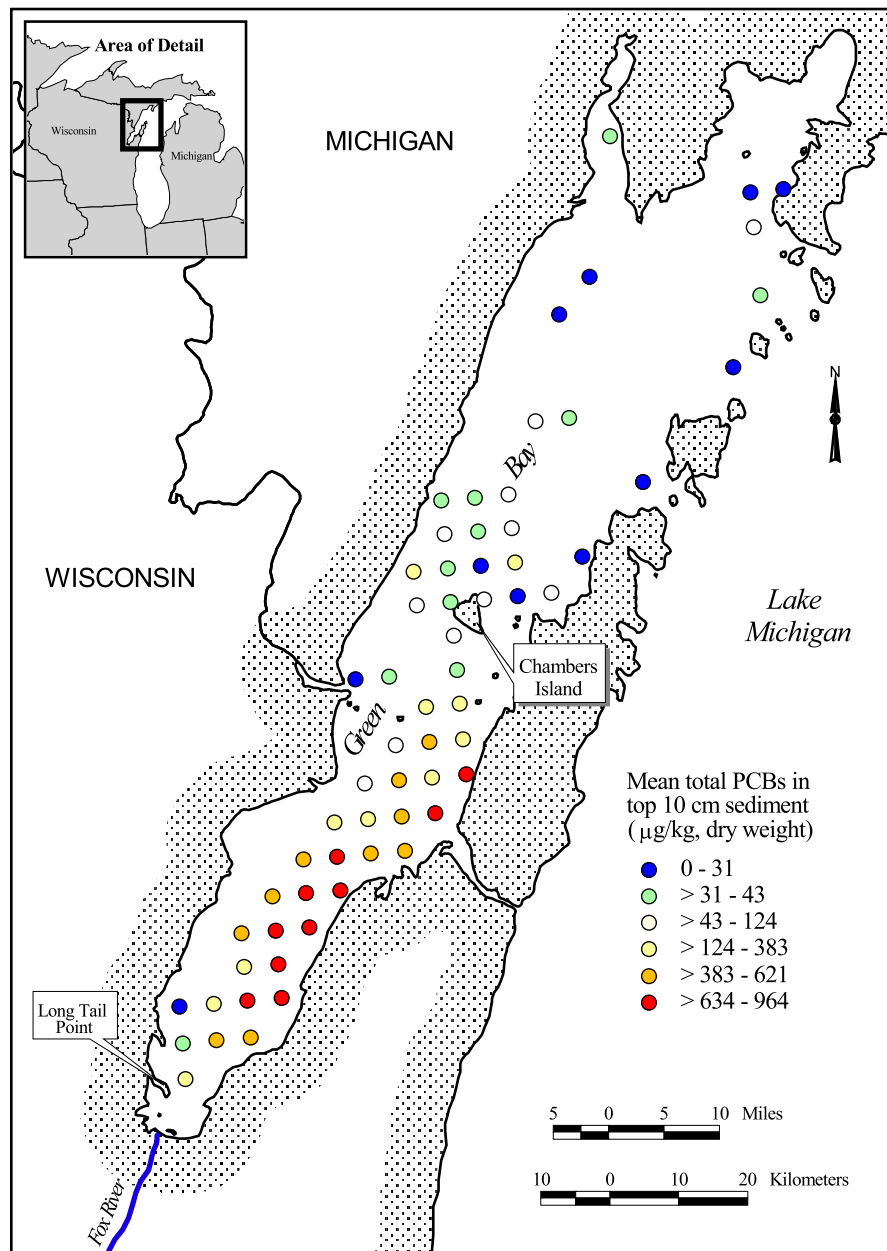 Area of Detail
Wisconsin
Michigan
MICHIGAN
N
Bay
WISCONSIN
Lake
Michigan
Chambers
Island
Green
Mean total PCBs in
top 10 cm sediment
(µg/kg, dry weight)
0 - 31
> 31 - 43
> 43 - 124
> 124 - 383
> 383 - 621
> 634 - 964
Long Tail
Point
5 0 5 10 Miles
10 0 10 20 Kilometers
Fox River